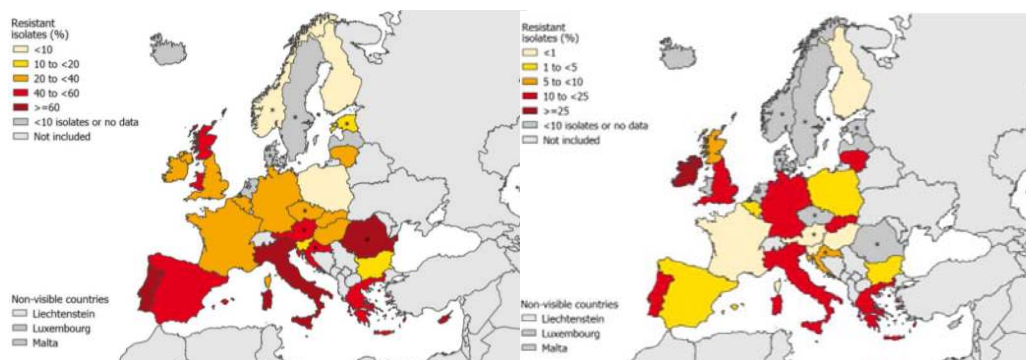 Resistant
isolates (%)
<10
10 to <20
20 to <40
40 to <60
>=60
<10 isolates or no data
Not included
Non-visible countries
Liechtenstein
Luxembourg
Malta
Resistant
isolates (%)
<1
1 to <5
5 to <10
10 to <25
>=25
<10 isolates or no data
Not included
Non-visible countries
Liechtenstein
Luxembourg
Malta